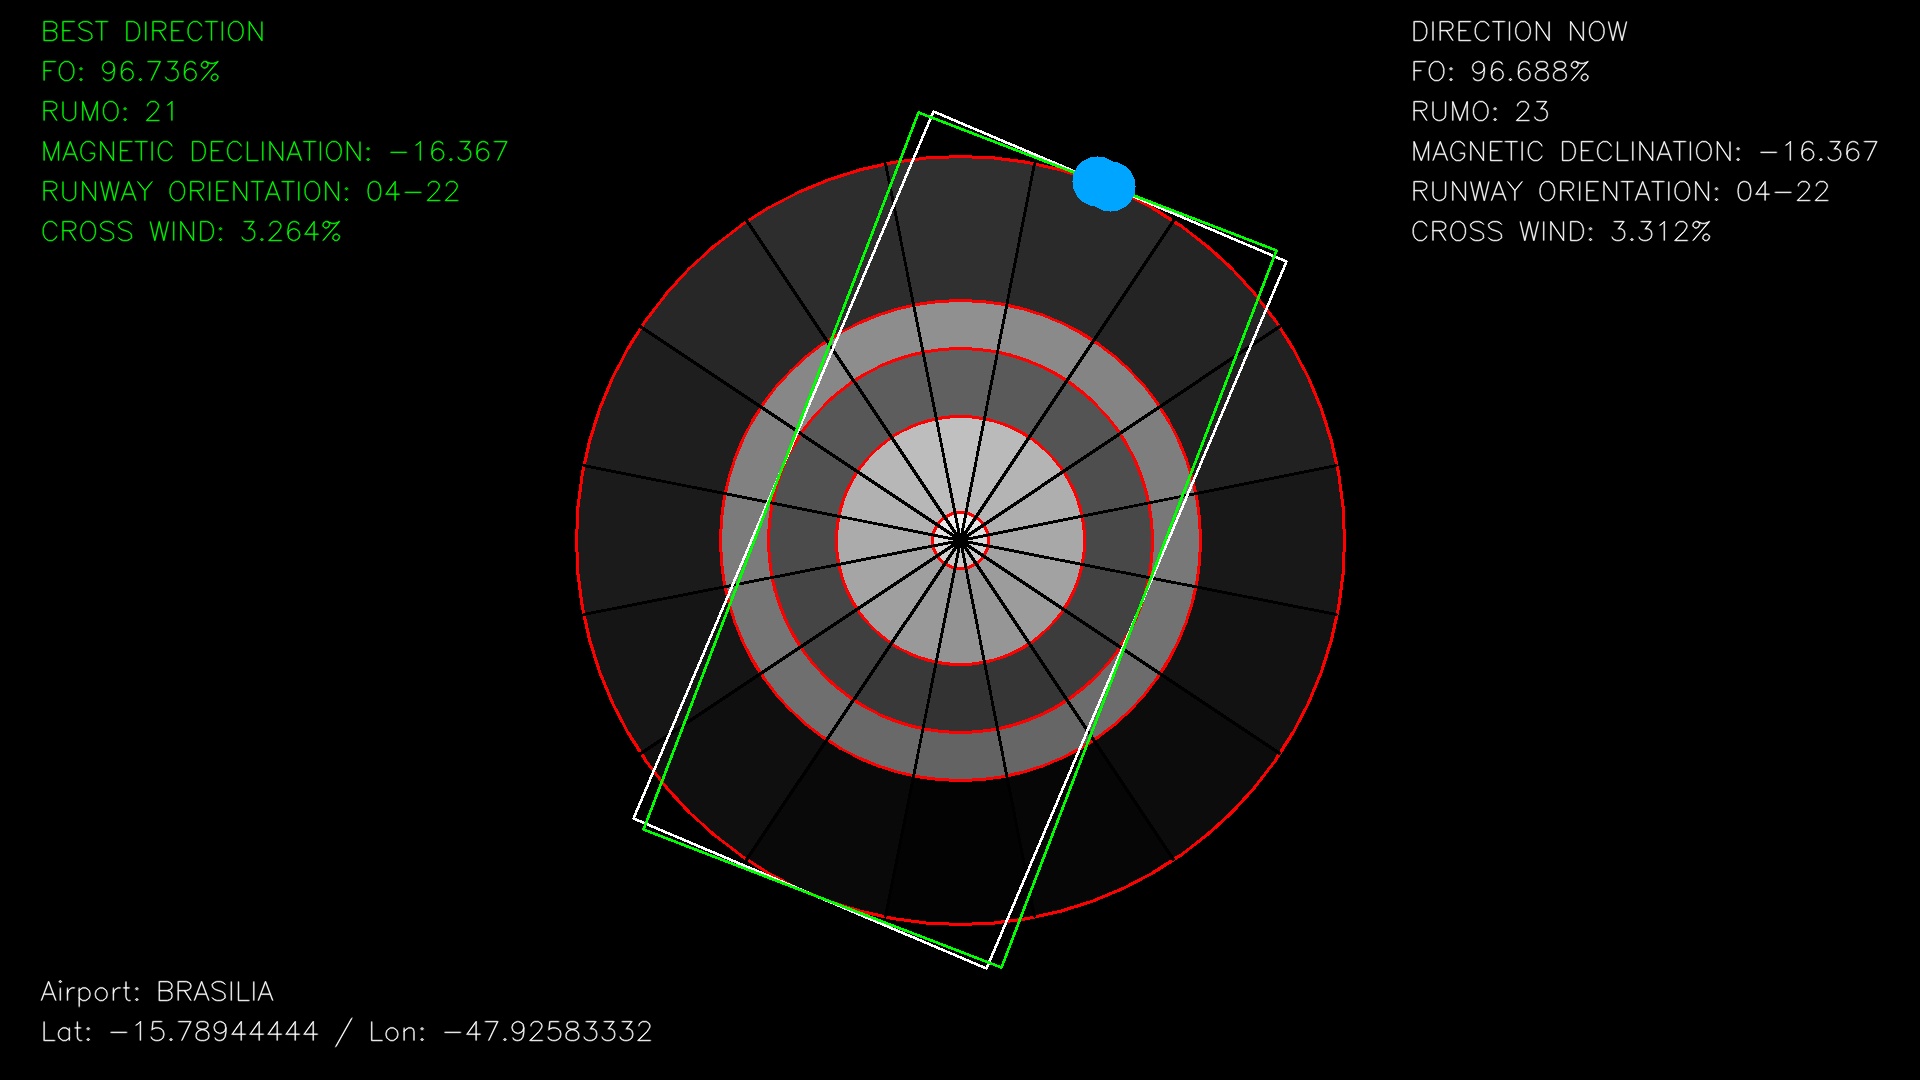 BEST DIRECTION
FO: 96.736%
RUMO: 21
MAGNETIC DECLINATION: -16.367
RUNWAY ORIENTATION: 04-22
CROSS WIND: 3.264%
DIRECTION NOW
FO: 96.688%
RUMO: 23
MAGNETIC DECLINATION: -16.367
RUNWAY ORIENTATION: 04-22
CROSS WIND: 3.312%
Airport: BRASILIA
Lat: -15.78944444 / Lon: -47.92583332